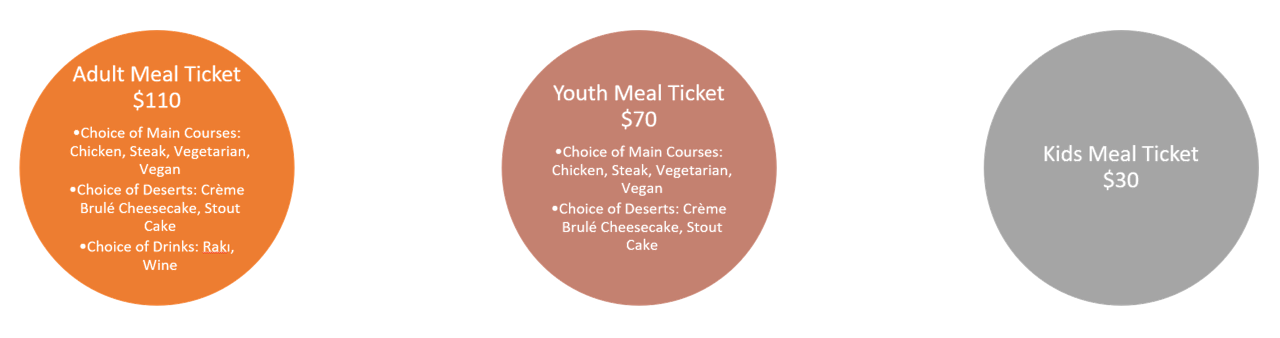 Adult Meal Ticket
$110
•Choice of Main Courses:
Chicken, Steak, Vegetarian,
Vegan
•Choice of Deserts: Crème
Brulé Cheesecake, Stout
Cake
•Choice of Drinks: Rakı,
Wine
Youth Meal Ticket
$70
•Choice of Main Courses:
Chicken, Steak, Vegetarian,
Vegan
•Choice of Deserts: Crème
Brulé Cheesecake, Stout
Cake
Kids Meal Ticket
$30